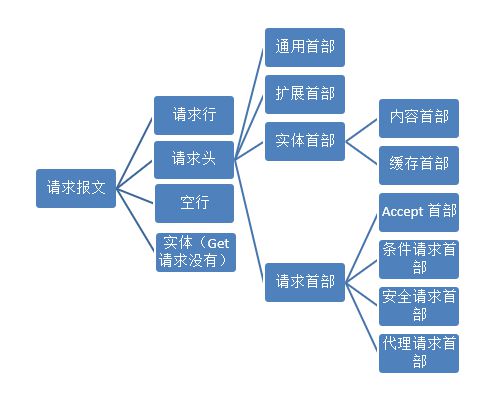 请求报文
请求行
请求头
空行
实体（Get
请求没有）
通用首部
扩展首部
实体首部
请求首部
内容首部
缓存首部
Accept 首部
条件请求首
部
安全请求首
部
代理请求首
部